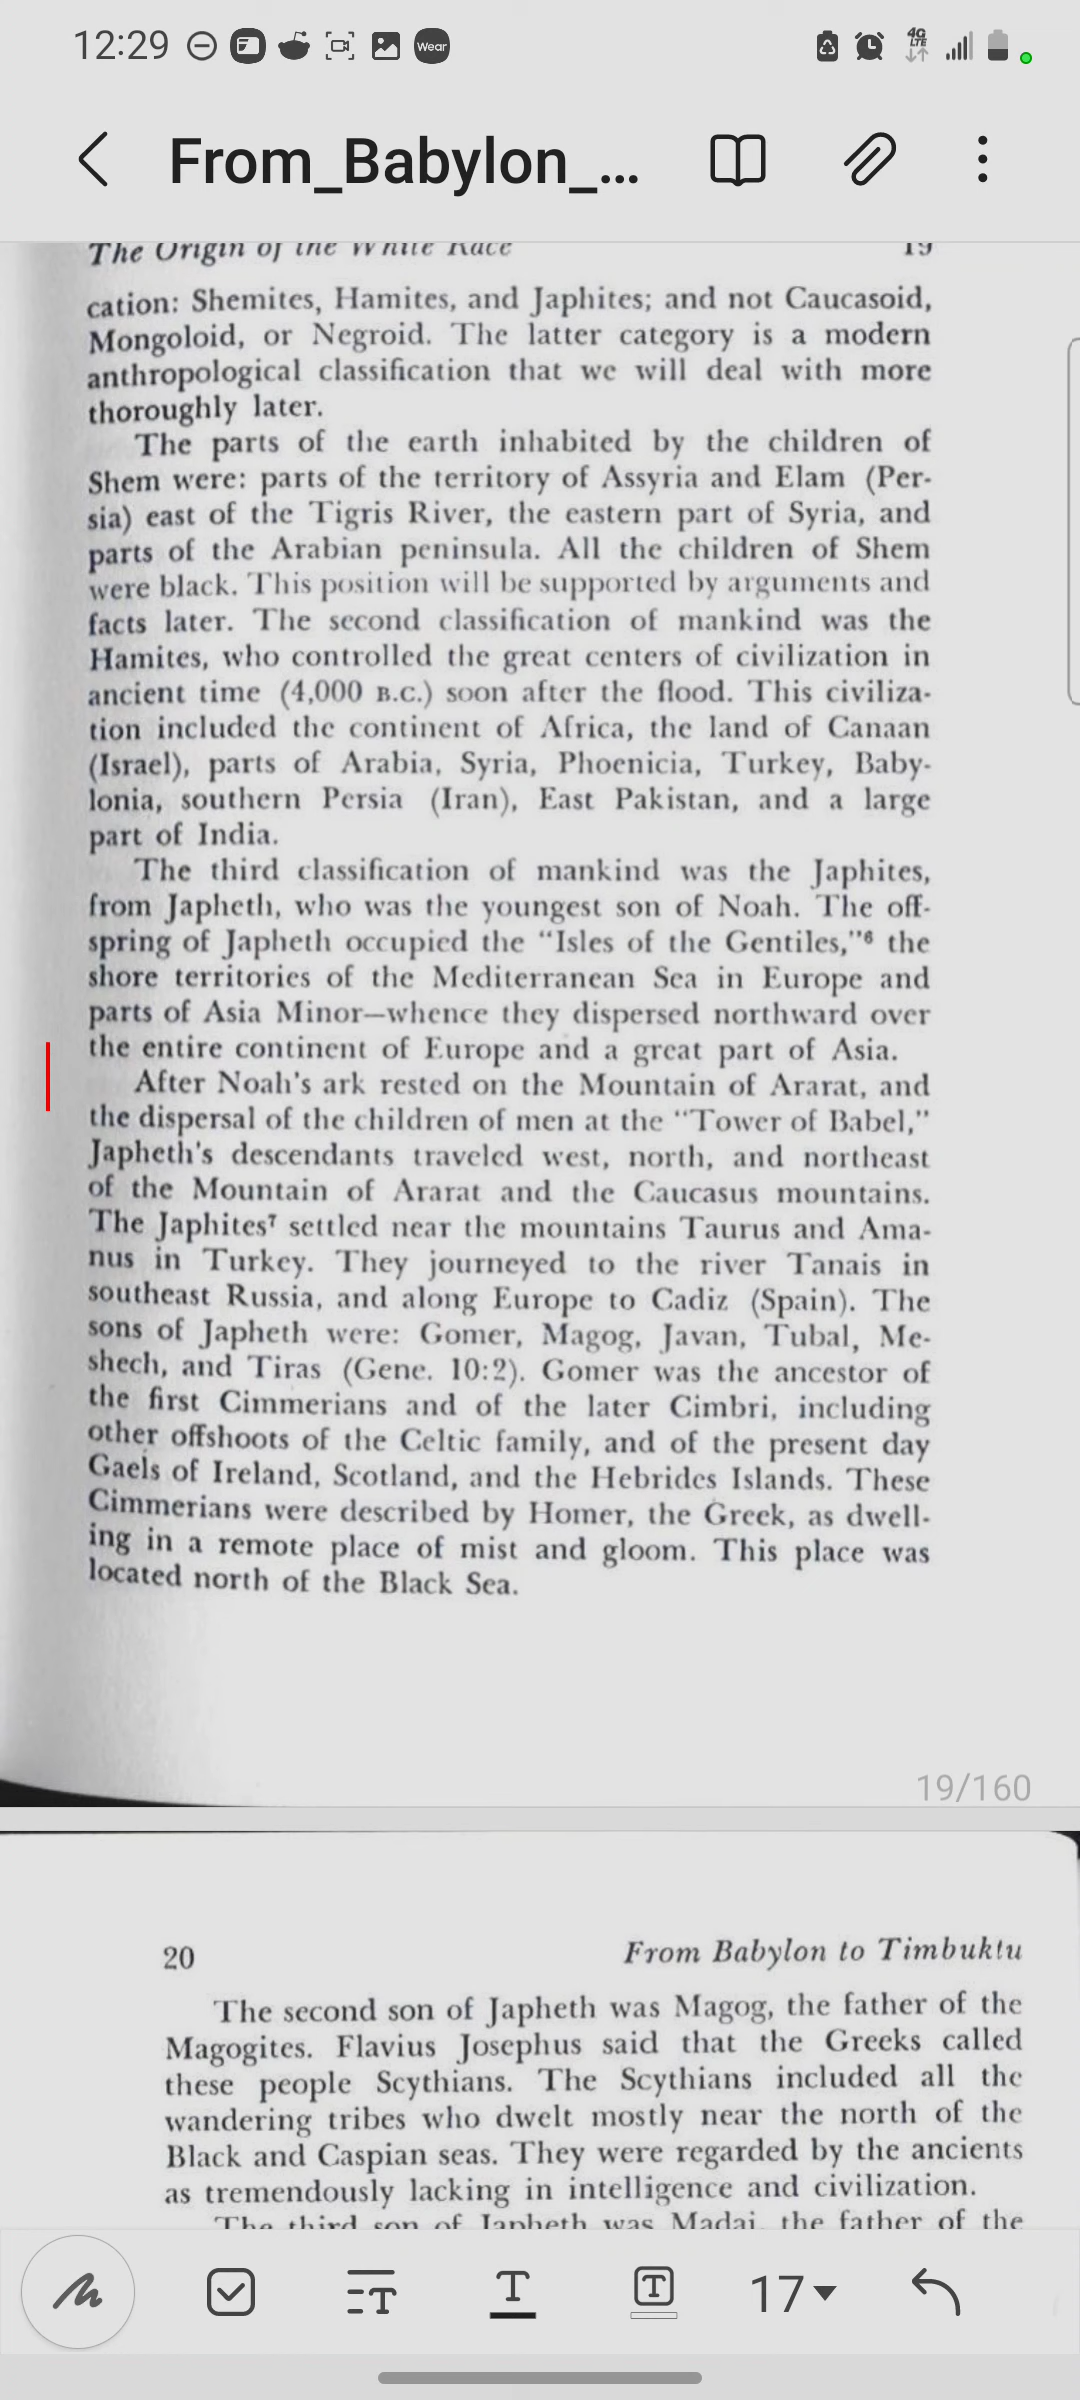 12:29
Wear
4G
LTE
From_Babylon_...
The Origin of the White Race 19
cation: Shemites, Hamites, and Japhites; and not Caucasoid,
Mongoloid, or Negroid. The latter category is a modern
anthropological classification that we will deal with more
thoroughly later.
The parts of the earth inhabited by the children of
Shem were: parts of the territory of Assyria and Elam (Per-
sia) east of the Tigris River, the eastern part of Syria, and
parts of the Arabian peninsula. All the children of Shem
were black. This position will be supported by arguments and
facts later. The second classification of mankind was the
Hamites, who controlled the great centers of civilization in
ancient time (4,000 B.C.) soon after the flood. This civiliza-
tion included the continent of Africa, the land of Canaan
(Israel), parts of Arabia, Syria, Phoenicia, Turkey, Baby-
lonia, southern Persia (Iran), East Pakistan, and a large
part of India.
The third classification of mankind was the Japhites,
from Japheth, who was the youngest son of Noah. The off-
spring of Japheth occupied the “Isles of the Gentiles,”⁶ the
shore territories of the Mediterranean Sea in Europe and
parts of Asia Minor—whence they dispersed northward over
the entire continent of Europe and a great part of Asia.
After Noah's ark rested on the Mountain of Ararat, and
the dispersal of the children of men at the “Tower of Babel,”
Japheth's descendants traveled west, north, and northeast
of the Mountain of Ararat and the Caucasus mountains.
The Japhites⁷ settled near the mountains Taurus and Ama-
nus in Turkey. They journeyed to the river Tanais in
southeast Russia, and along Europe to Cadiz (Spain). The
sons of Japheth were: Gomer, Magog, Javan, Tubal, Me-
shech, and Tiras (Gene. 10:2). Gomer was the ancestor of
the first Cimmerians and of the later Cimbri, including
other offshoots of the Celtic family, and of the present day
Gaels of Ireland, Scotland, and the Hebrides Islands. These
Cimmerians were described by Homer, the Greek, as dwell-
ing in a remote place of mist and gloom. This place was
located north of the Black Sea.
19/160
20 From Babylon to Timbuktu
The second son of Japheth was Magog, the father of the
Magogites. Flavius Josephus said that the Greeks called
these people Scythians. The Scythians included all the
wandering tribes who dwelt mostly near the north of the
Black and Caspian seas. They were regarded by the ancients
as tremendously lacking in intelligence and civilization.
The third son of Japheth was Madai, the father of the
17